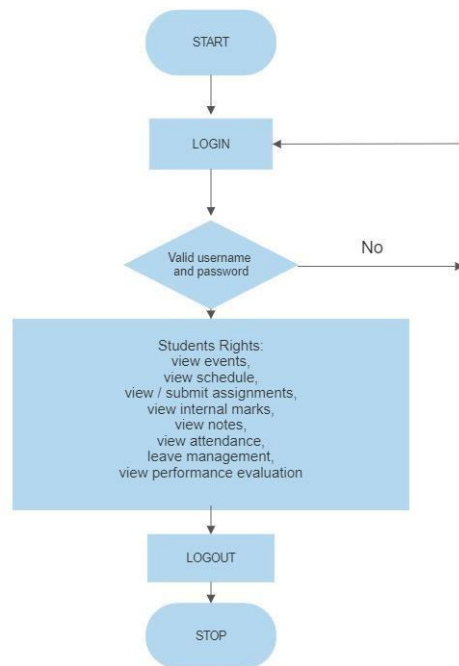 START
LOGIN
Valid username
and password
No
Students Rights:
view events,
view schedule,
view / submit assignments,
view internal marks,
view notes,
view attendance,
leave management,
view performance evaluation
LOGOUT
STOP